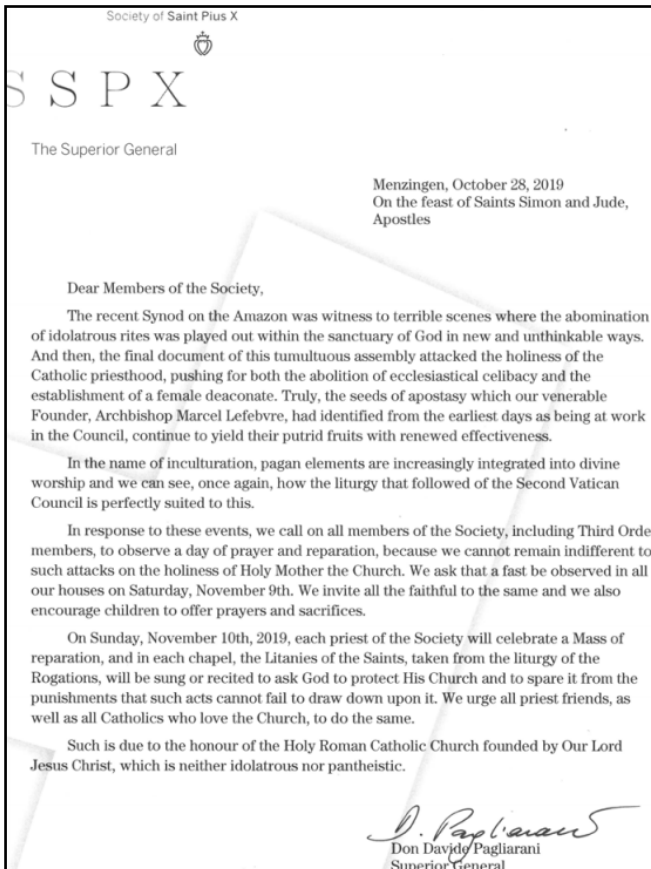 Society of Saint Pius X
SSPX
The Superior General
Menzingen, October 28, 2019
On the feast of Saints Simon and Jude,
Apostles
Dear Members of the Society,
The recent Synod on the Amazon was witness to terrible scenes where the abomination
of idolatrous rites was played out within the sanctuary of God in new and unthinkable ways.
And then, the final document of this tumultuous assembly attacked the holiness of the
Catholic priesthood, pushing for both the abolition of ecclesiastical celibacy and the
establishment of a female deaconate. Truly, the seeds of apostasy which our venerable
Founder, Archbishop Marcel Lefebvre, had identified from the earliest days as being at work
in the Council, continue to yield their putrid fruits with renewed effectiveness.
In the name of inculturation, pagan elements are increasingly integrated into divine
worship and we can see, once again, how the liturgy that followed of the Second Vatican
Council is perfectly suited to this.
In response to these events, we call on all members of the Society, including Third Orde
members, to observe a day of prayer and reparation, because we cannot remain indifferent to
such attacks on the holiness of Holy Mother the Church. We ask that a fast be observed in all
our houses on Saturday, November 9th. We invite all the faithful to the same and we also
encourage children to offer prayers and sacrifices.
On Sunday, November 10th, 2019, each priest of the Society will celebrate a Mass of
reparation, and in each chapel, the Litanies of the Saints, taken from the liturgy of the
Rogations, will be sung or recited to ask God to protect His Church and to spare it from the
punishments that such acts cannot fail to draw down upon it. We urge all priest friends, as
well as all Catholics who love the Church, to do the same.
Such is due to the honour of the Holy Roman Catholic Church founded by Our Lord
Jesus Christ, which is neither idolatrous nor pantheistic.
D. Pagliarani
Don Davide Pagliarani
Superior General